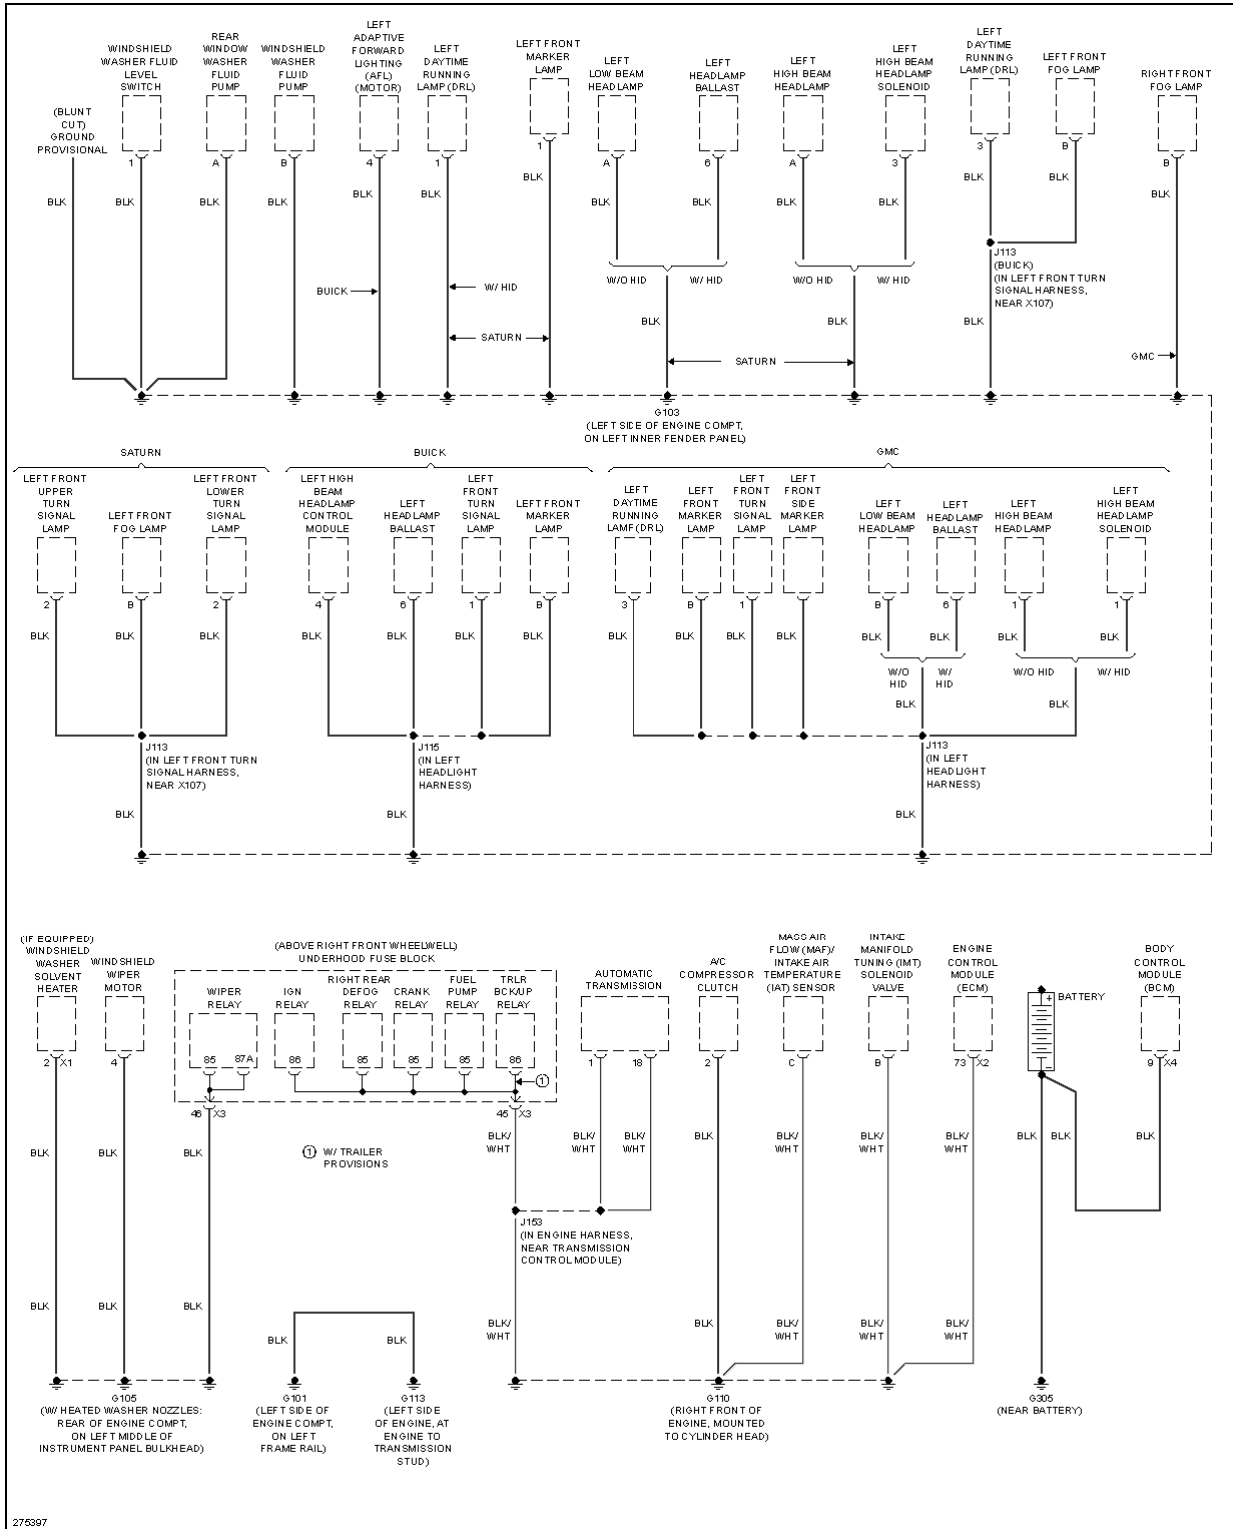 (BLUNT
CUT)
GROUND
PROVISIONAL
WINDSHIELD
WASHER FLUID
LEVEL
SWITCH
REAR
WINDOW
WASHER
FLUID
PUMP
WINDSHIELD
WASHER
FLUID
PUMP
LEFT
ADAPTIVE
FORWARD
LIGHTING
(AFL)
(MOTOR)
LEFT
DAYTIME
RUNNING
LAMP (DRL)
LEFT FRONT
MARKER
LAMP
LEFT
LOW BEAM
HEADLAMP
LEFT
HEADLAMP
BALLAST
LEFT
HIGH BEAM
HEADLAMP
LEFT
HIGH BEAM
HEADLAMP
SOLENOID
LEFT
DAYTIME
RUNNING
LAMP (DRL)
LEFT FRONT
FOG LAMP
RIGHT FRONT
FOG LAMP
1 A B 4 1 1 A 6 A 3 3 B B
BLK BLK BLK BLK BLK BLK BLK BLK BLK BLK BLK BLK BLK BLK
J113
(BUICK)
(IN LEFT FRONT TURN
SIGNAL HARNESS,
NEAR X107)
W/O HID W/ HID W/O HID W/ HID
BUICK W/ HID
BLK BLK BLK
SATURN SATURN GMC
G103
(LEFT SIDE OF ENGINE COMPT,
ON LEFT INNER FENDER PANEL)
SATURN BUICK GMC
LEFT FRONT
UPPER
TURN
SIGNAL
LAMP
LEFT FRONT
FOG LAMP
LEFT FRONT
LOWER
TURN
SIGNAL
LAMP
LEFT HIGH
BEAM
HEADLAMP
CONTROL
MODULE
LEFT
HEADLAMP
BALLAST
LEFT
FRONT
TURN
SIGNAL
LAMP
LEFT FRONT
MARKER
LAMP
LEFT
DAYTIME
RUNNING
LAMF (DRL)
LEFT
FRONT
MARKER
LAMP
LEFT
FRONT
TURN
SIGNAL
LAMP
LEFT
FRONT
SIDE
MARKER
LAMP
LEFT
LOW BEAM
HEADLAMP
LEFT
HEADLAMP
BALLAST
LEFT
HIGH BEAM
HEADLAMP
LEFT
HIGH BEAM
HEADLAMP
SOLENOID
2 B 2 4 6 1 B 3 B 1 B 6 1 1
BLK BLK BLK BLK BLK BLK BLK BLK BLK BLK BLK BLK BLK BLK BLK
W/O
HID
W/
HID
W/O HID W/ HID
BLK BLK
J113
(IN LEFT FRONT TURN
SIGNAL HARNESS,
NEAR X107)
J115
(IN LEFT
HEADLIGHT
HARNESS)
J113
(IN LEFT
HEADLIGHT
HARNESS)
BLK BLK BLK
(IF EQUIPPED)
WINDSHIELD
WASHER
SOLVENT
HEATER
WINDSHIELD
WIPER
MOTOR
(ABOVE RIGHT FRONT WHEELWELL)
UNDERHOOD FUSE BLOCK
WIPER
RELAY
IGN
RELAY
RIGHT REAR
DEFOG
RELAY
CRANK
RELAY
FUEL
PUMP
RELAY
TRLR
BCK/UP
RELAY
AUTOMATIC
TRANSMISSION
A/C
COMPRESSOR
CLUTCH
MASS AIR
FLOW (MAF)/
INTAKE AIR
TEMPERATURE
(IAT) SENSOR
INTAKE
MANIFOLD
TUNING (IMT)
SOLENOID
VALVE
ENGINE
CONTROL
MODULE
(ECM)
BATTERY
+
-
BODY
CONTROL
MODULE
(BCM)
85 87A 86 85 85 85 86
2 X1 4 1 18 2 C B 73 X2 9 X4
1
46 X3 45 X3
BLK BLK BLK
1 W/ TRAILER
PROVISIONS
BLK/
WHT
BLK/
WHT
BLK/
WHT
BLK
BLK/
WHT
BLK/
WHT
BLK/
WHT
BLK BLK BLK
J153
(IN ENGINE HARNESS,
NEAR TRANSMISSION
CONTROL MODULE)
BLK BLK BLK BLK BLK
BLK/
WHT
BLK
BLK/
WHT
BLK/
WHT
BLK/
WHT
BLK
G105
(W/ HEATED WASHER NOZZLES:
REAR OF ENGINE COMPT,
ON LEFT MIDDLE OF
INSTRUMENT PANEL BULKHEAD)
G101
(LEFT SIDE OF
ENGINE COMPT,
ON LEFT
FRAME RAIL)
G113
(LEFT SIDE
OF ENGINE, AT
ENGINE TO
TRANSMISSION
STUD)
G110
(RIGHT FRONT OF
ENGINE, MOUNTED
TO CYLINDER HEAD)
G305
(NEAR BATTERY)
275397